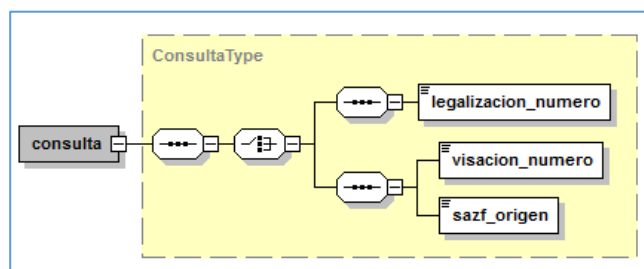 ConsultaType
legalizacion_numero
consulta
visacion_numero
sazf_origen